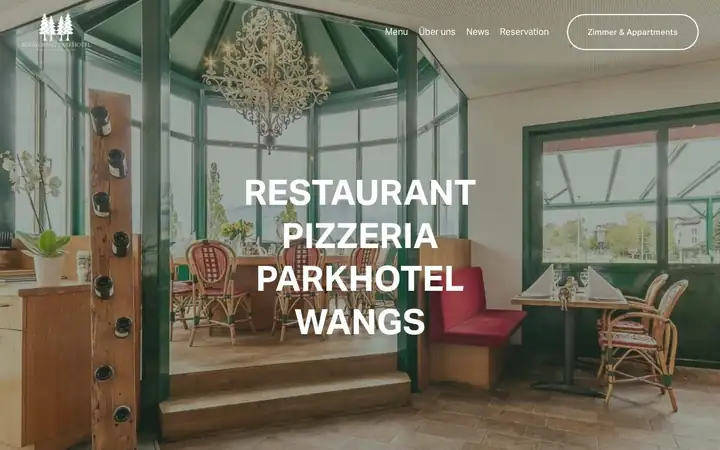 Menu
Über uns
News
Reservation
Zimmer & Appartments
RESTAURANT
PIZZERIA
PARKHOTEL
WANGS